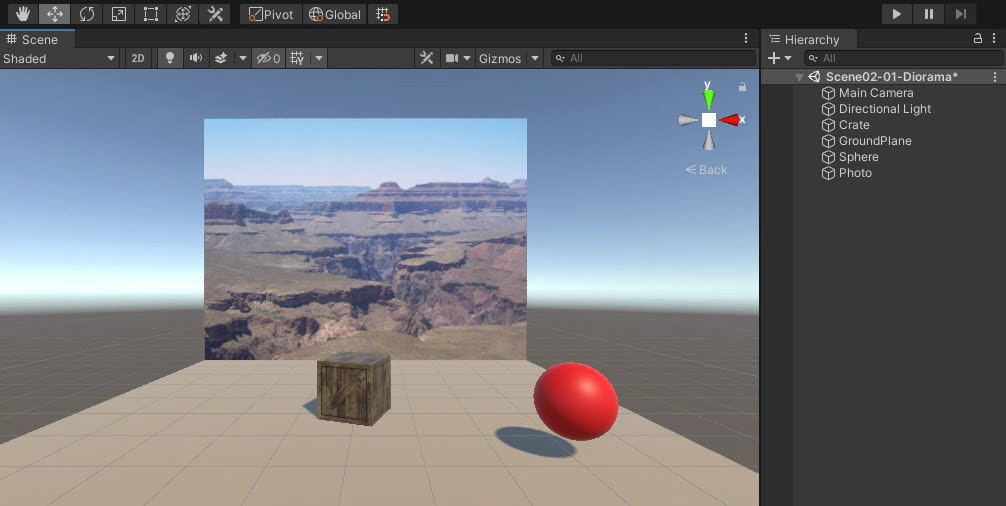 Pivot Global
Scene
Shaded 2D 0 Gizmos All
y
x
Back
Hierarchy
All
Scene02-01-Diorama*
Main Camera
Directional Light
Crate
GroundPlane
Sphere
Photo